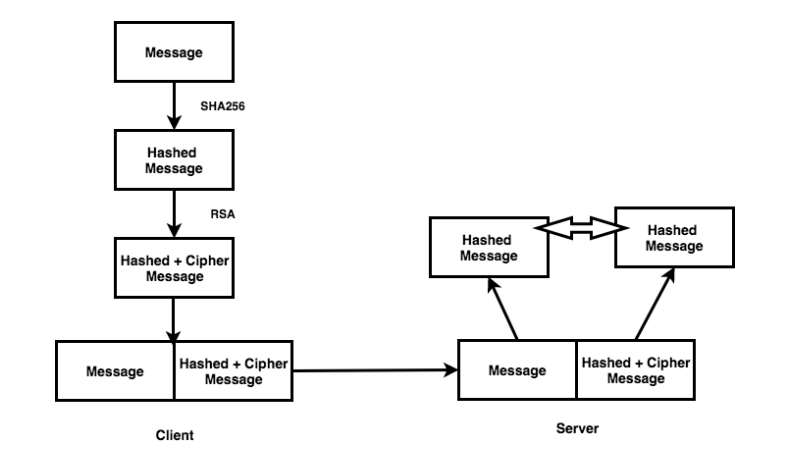 Message
SHA256
Hashed
Message
RSA
Hashed + Cipher
Message
Message
Hashed + Cipher
Message
Client
Hashed
Message
Hashed
Message
Message
Hashed + Cipher
Message
Server